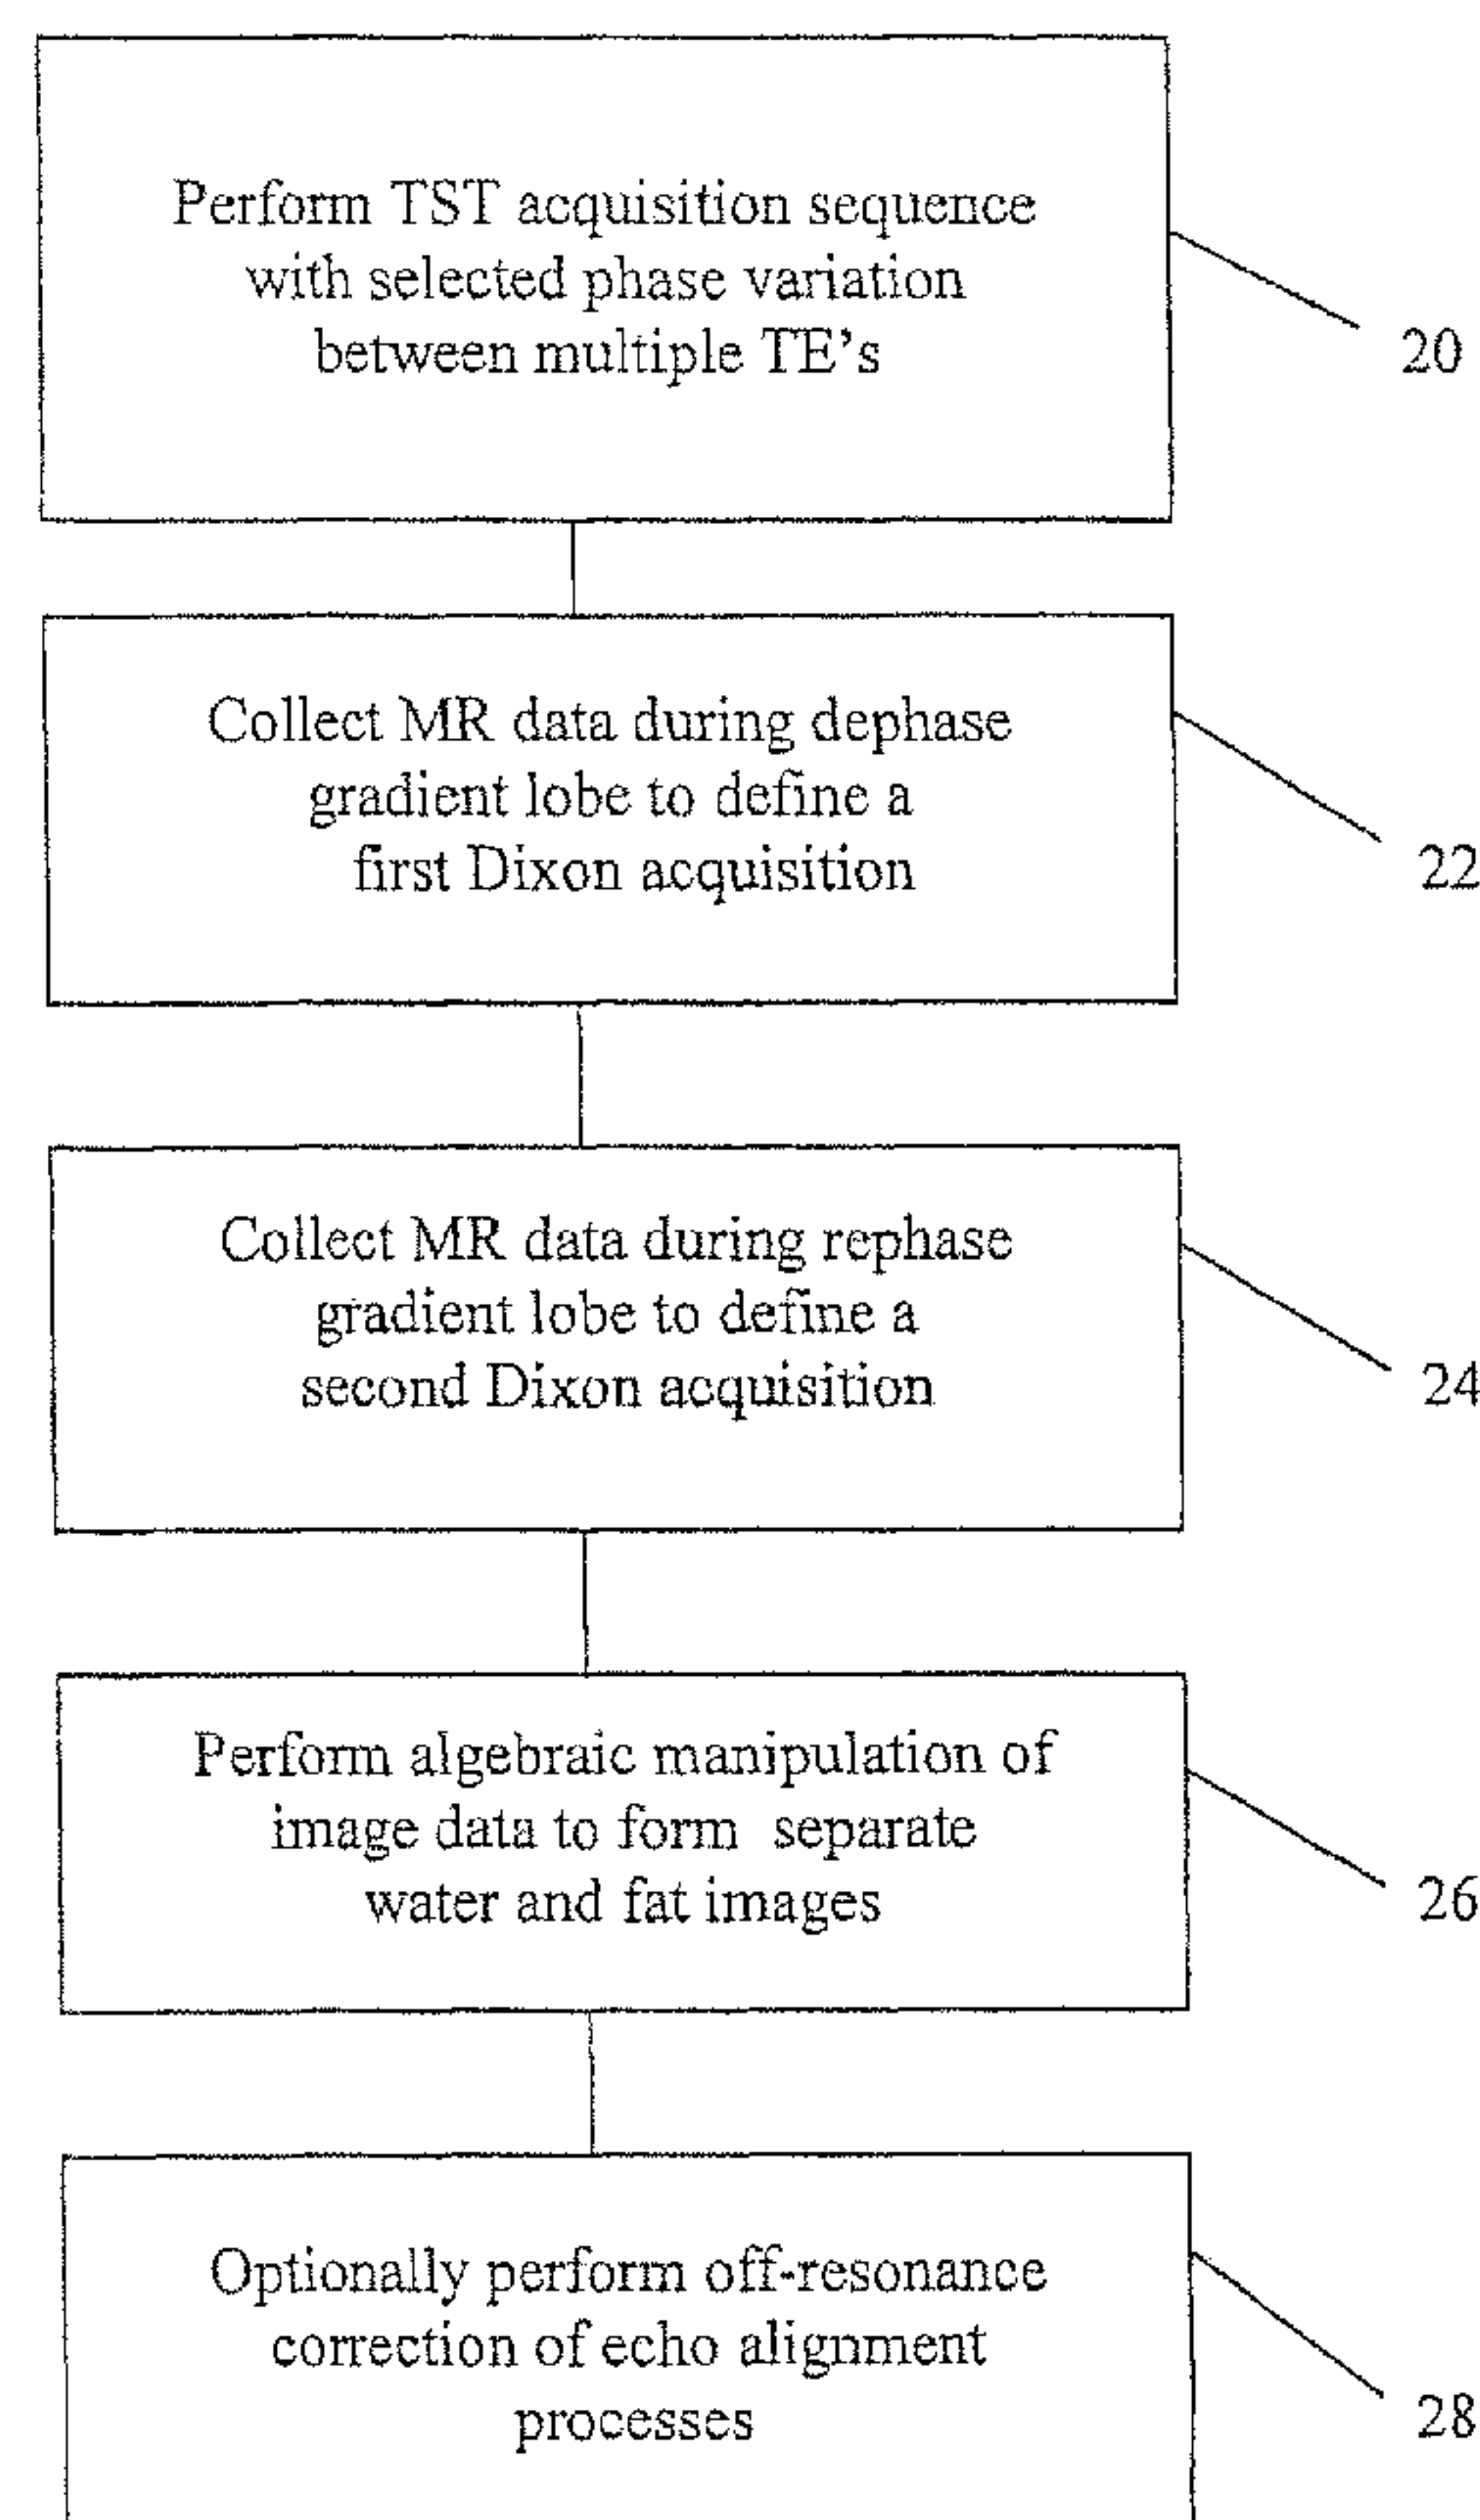 Perform TST acquisition sequence
with selected phase variation
between multiple TE's
20
Collect MR data during dephase
gradient lobe to define a
first Dixon acquisition
22
Collect MR data during rephase
gradient lobe to define a
second Dixon acquisition
24
Perform algebraic manipulation of
image data to form separate
water and fat images
26
Optionally perform off-resonance
correction of echo alignment
processes
28